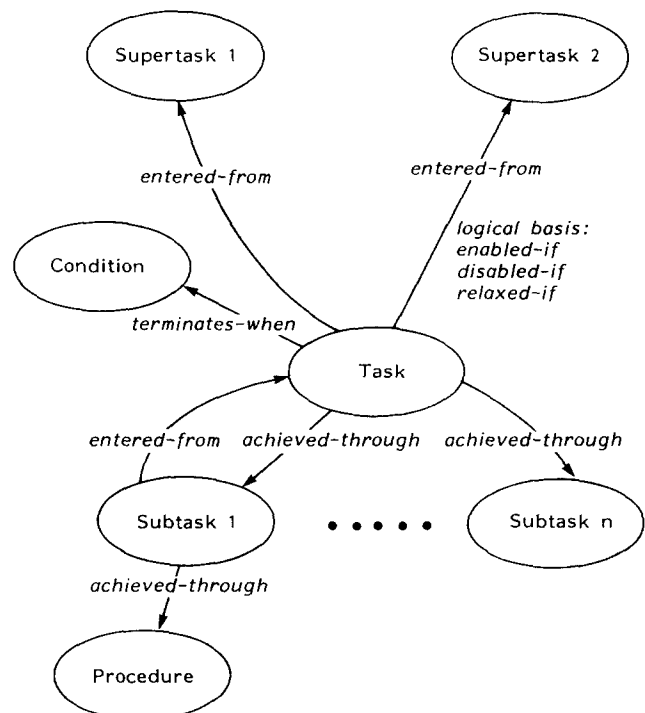 Supertask 1
Supertask 2
entered-from
entered-from
logical basis:
enabled-if
disabled-if
relaxed-if
Condition
terminates-when
Task
entered-from
achieved-through
achieved-through
Subtask 1
Subtask n
achieved-through
Procedure